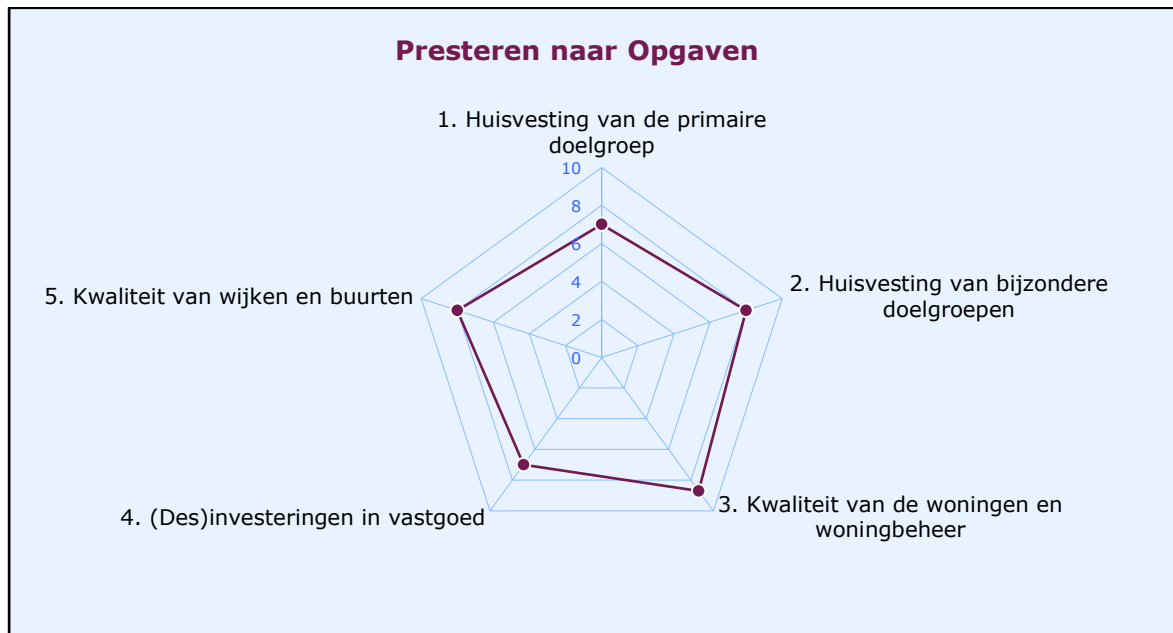 Presteren naar Opgaven
1. Huisvesting van de primaire
doelgroep
10
8
6
4
2
0
2. Huisvesting van bijzondere
doelgroepen
5. Kwaliteit van wijken en buurten
3. Kwaliteit van de woningen en
woningbeheer
4. (Des)investeringen in vastgoed